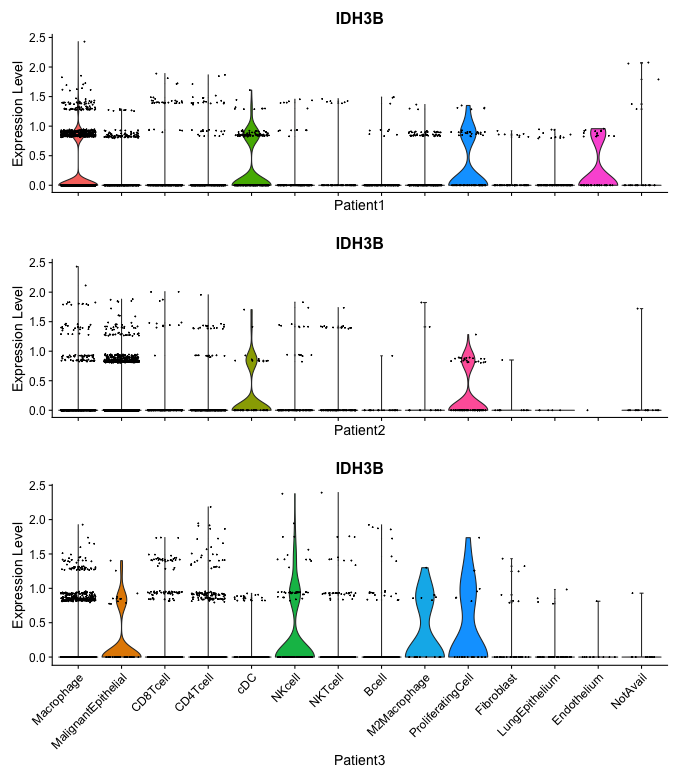 IDH3B
Expression Level
2.5
2.0
1.5
1.0
0.5
0.0
Patient1
IDH3B
Expression Level
2.5
2.0
1.5
1.0
0.5
0.0
Patient2
IDH3B
Expression Level
2.5
2.0
1.5
1.0
0.5
0.0
Macrophage
MalignantEpithelial
CD8Tcell
CD4Tcell
cDC
NKcell
NKTcell
Bcell
M2Macrophage
ProliferatingCell
Fibroblast
LungEpithelium
Endothelium
NotAvail
Patient3